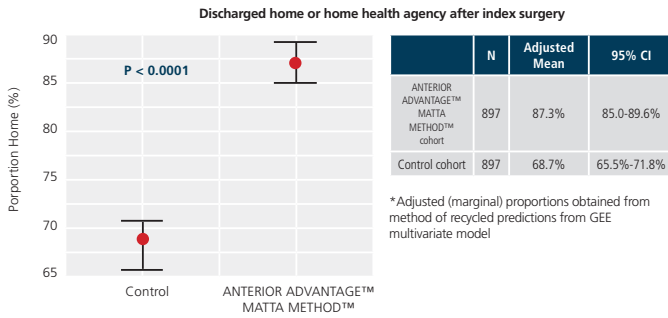 Discharged home or home health agency after index surgery
Porportion Home (%)
90
85
80
70
65
P < 0.0001
Control
ANTERIOR ADVANTAGE™
MATTA METHOD™
N
Adjusted
Mean
95% CI
ANTERIOR
ADVANTAGE™
MATTA
METHOD™
cohort
897
87.3%
85.0-89.6%
Control cohort
897
68.7%
65.5%-71.8%
*Adjusted (marginal) proportions obtained from
method of recycled predictions from GEE
multivariate model